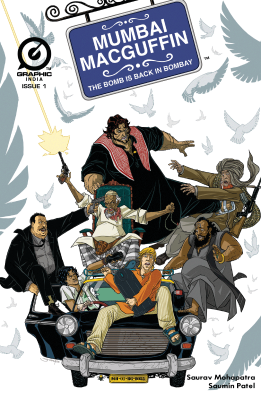 MUMBAI
MACGUFFIN
THE BOMB IS BACK IN BOMBAY
TM
GRAPHIC
INDIA
ISSUE 1
Saurav Mohapatra
Saumin Patel